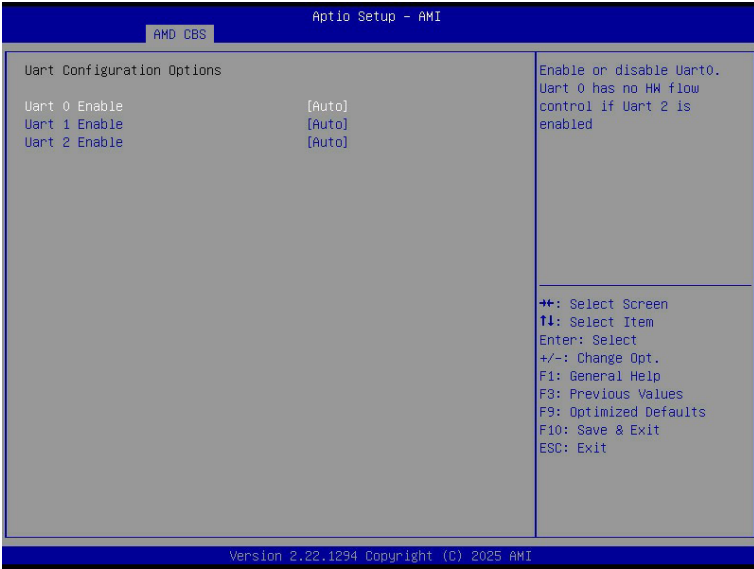 Aptio Setup - AMI
AMD CBS
Uart Configuration Options
Uart 0 Enable [Auto]
Uart 1 Enable [Auto]
Uart 2 Enable [Auto]
Enable or disable Uart0.
Uart 0 has no HW flow
control if Uart 2 is
enabled
→←: Select Screen
↑↓: Select Item
Enter: Select
+/-: Change Opt.
F1: General Help
F3: Previous Values
F9: Optimized Defaults
F10: Save & Exit
ESC: Exit
Version 2.22.1294 Copyright (C) 2025 AMI